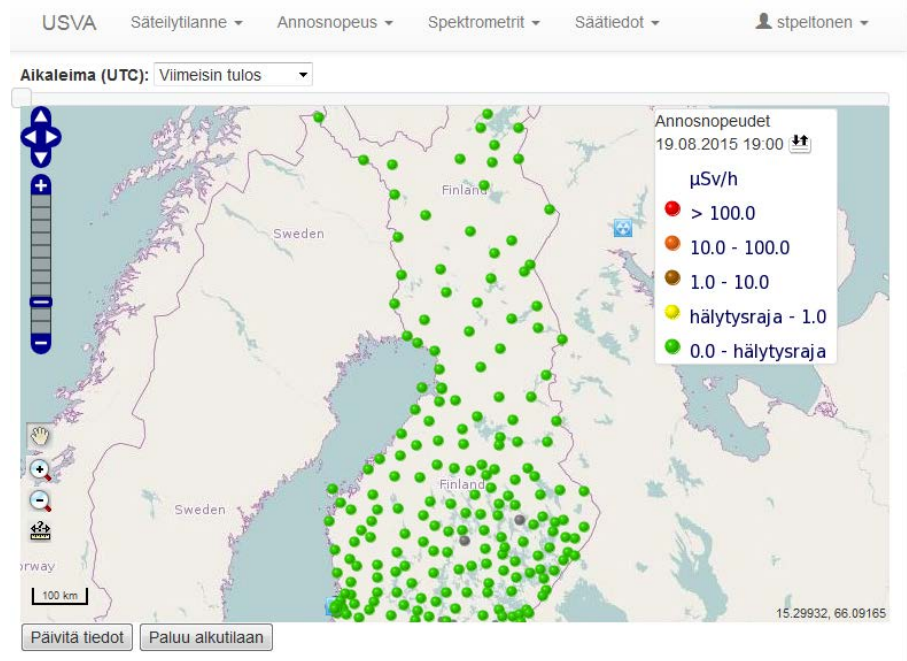 USVA Säteilytilanne Annosnopeus Spektrometrit Säätiedot stpeltonen
Aikaleima (UTC): Viimeisin tulos
Annosnopeudet
19.08.2015 19:00
µSv/h
> 100.0
10.0 - 100.0
1.0 - 10.0
hälytysraja - 1.0
0.0 - hälytysraja
Finland
Sweden
Finland
Sweden
orway
100 km
15.29932, 66.09165
Päivitä tiedot Paluu alkutilaan